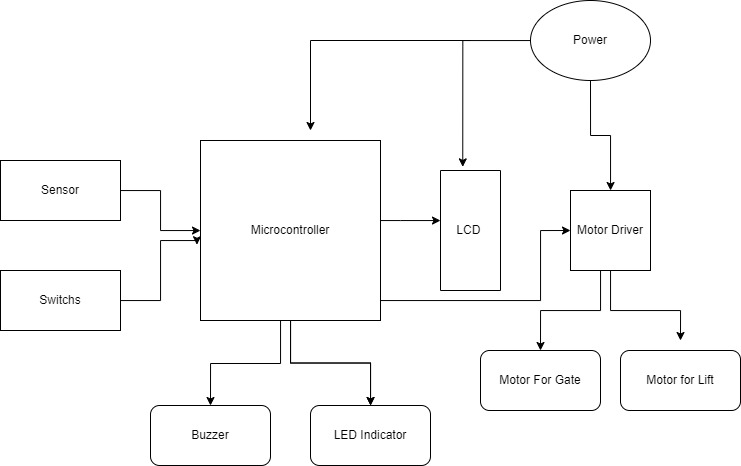 Power
Sensor
Microcontroller
LCD
Motor Driver
Switchs
Motor For Gate
Motor for Lift
Buzzer
LED Indicator